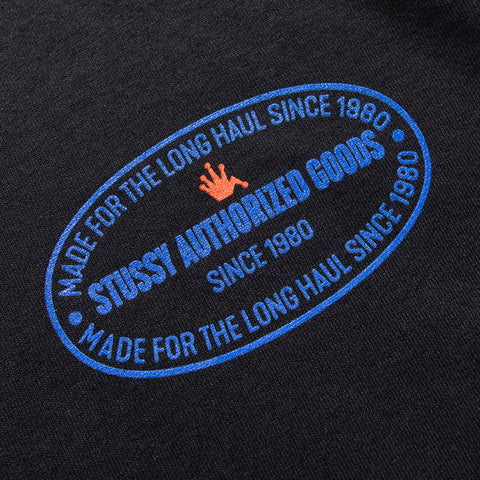 MADE FOR THE LONG HAUL SINCE 1980
STUSSY AUTHORIZED GOODS
SINCE 1980
MADE FOR THE LONG HAUL SINCE 1980